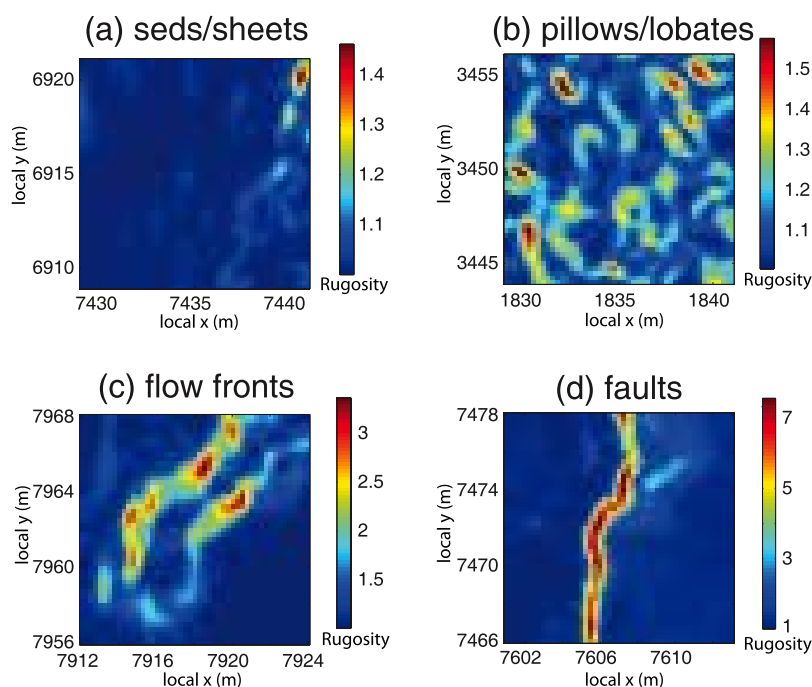 (a) seds/sheets
6920
6915
6910
local y (m)
7430 7435 7440
local x (m)
1.4
1.3
1.2
1.1
Rugosity
(b) pillows/lobates
3455
3450
3445
local y (m)
1830 1835 1840
local x (m)
1.5
1.4
1.3
1.2
1.1
Rugosity
(c) flow fronts
7968
7964
7960
7956
local y (m)
7912 7916 7920 7924
local x (m)
3
2.5
2
1.5
Rugosity
(d) faults
7478
7474
7470
7466
local y (m)
7602 7606 7610
local x (m)
7
5
3
1
Rugosity